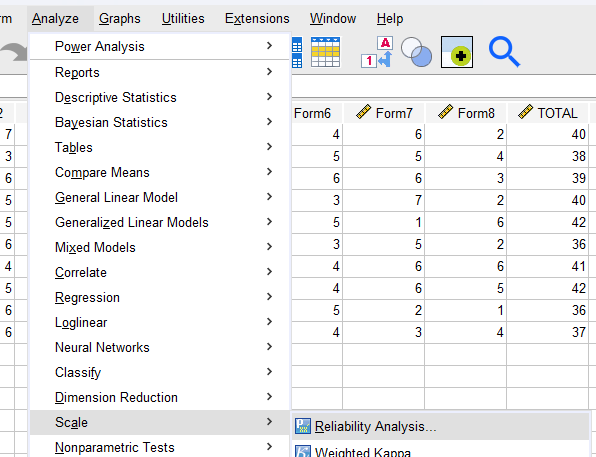 rm Analyze Graphs Utilities Extensions Window Help
Power Analysis
A
1
Reports
Descriptive Statistics
2 Form6 Form7 Form8 TOTAL
Bayesian Statistics
7 4 6 2 40
Tables
3 5 5 4 38
Compare Means
6 6 6 3 39
General Linear Model
5 3 7 2 40
Generalized Linear Models
5 5 1 6 42
Mixed Models
6 3 5 2 36
Correlate
4 4 6 6 41
Regression
5 4 6 5 42
Loglinear
6 5 2 1 36
Neural Networks
6 4 3 4 37
Classify
Dimension Reduction
Scale
Reliability Analysis...
Nonparametric Tests
Weighted Kappa